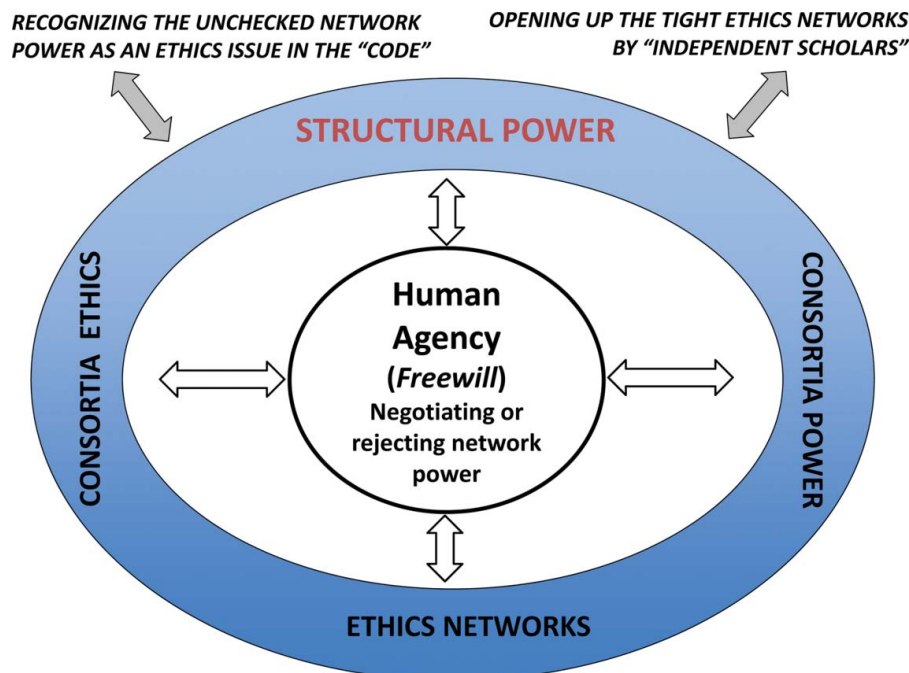 RECOGNIZING THE UNCHECKED NETWORK
POWER AS AN ETHICS ISSUE IN THE “CODE”
OPENING UP THE TIGHT ETHICS NETWORKS
BY “INDEPENDENT SCHOLARS”
STRUCTURAL POWER
CONSORTIA ETHICS
Human
Agency
(Freewill)
Negotiating or
rejecting network
power
CONSORTIA POWER
ETHICS NETWORKS